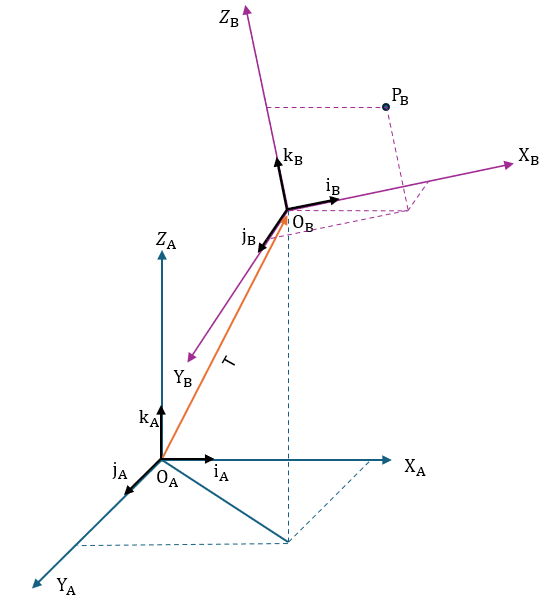 Z_B
P_B
k_B
X_B
i_B
O_B
j_B
Z_A
T
Y_B
k_A
j_A
i_A
X_A
O_A
Y_A